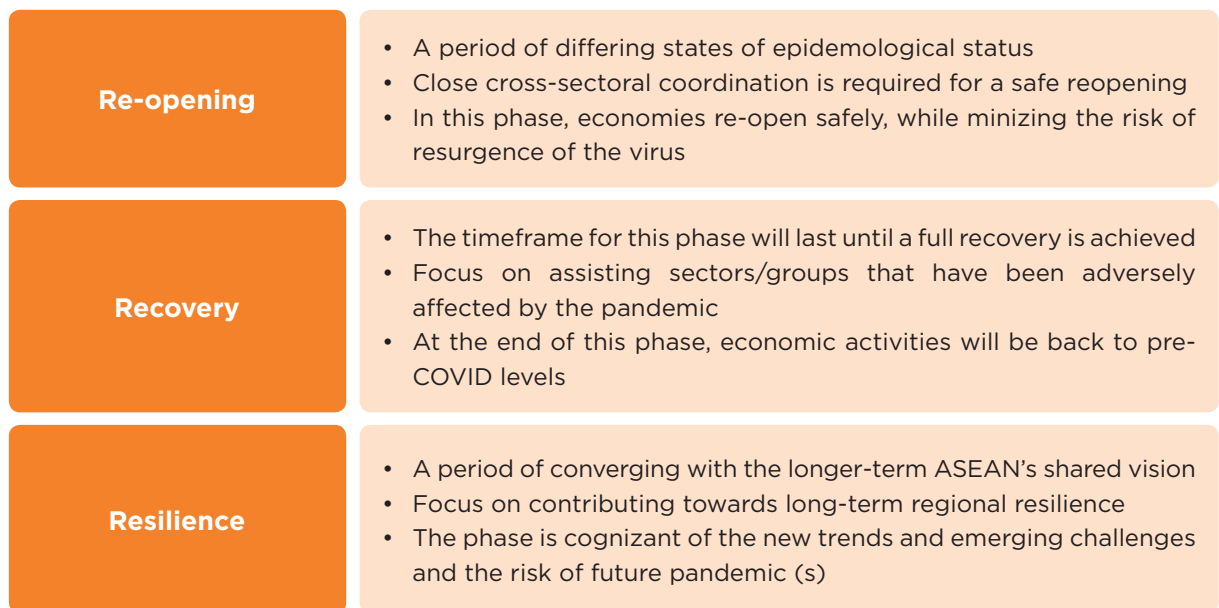 Re-opening
• A period of differing states of epidemological status
• Close cross-sectoral coordination is required for a safe reopening
• In this phase, economies re-open safely, while minizing the risk of
resurgence of the virus
Recovery
• The timeframe for this phase will last until a full recovery is achieved
• Focus on assisting sectors/groups that have been adversely
affected by the pandemic
• At the end of this phase, economic activities will be back to pre-
COVID levels
Resilience
• A period of converging with the longer-term ASEAN’s shared vision
• Focus on contributing towards long-term regional resilience
• The phase is cognizant of the new trends and emerging challenges
and the risk of future pandemic (s)